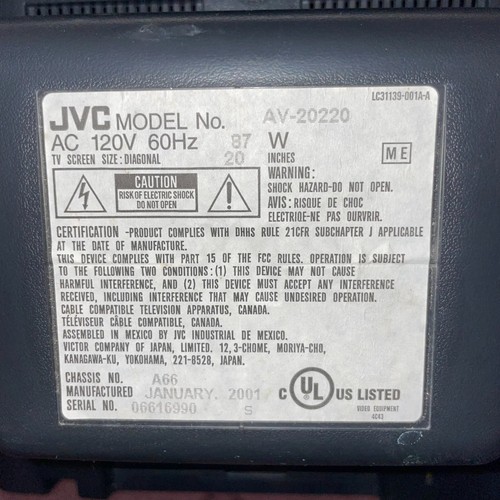 LC31139-001A-A
JVC MODEL No. AV-20220
AC 120V 60Hz 87 W
TV SCREEN SIZE:DIAGONAL 20 INCHES
ME
WARNING:
SHOCK HAZARD-DO NOT OPEN.
AVIS:RISQUE DE CHOC
ELECTRIQE-NE PAS OURVRIR.
CAUTION
RISK OF ELECTRIC SHOCK
DO NOT OPEN
CERTIFICATION -PRODUCT COMPLIES WITH DHHS RULE 21CFR SUBCHAPTER J APPLICABLE
AT THE DATE OF MANUFACTURE.
THIS DEVICE COMPLIES WITH PART 15 OF THE FCC RULES. OPERATION IS SUBJECT
TO THE FOLLOWING TWO CONDITIONS:(1) THIS DEVICE MAY NOT CAUSE
HARMFUL INTERFERENCE, AND (2) THIS DEVICE MUST ACCEPT ANY INTERFERENCE
RECEIVED, INCLUDING INTERFERENCE THAT MAY CAUSE UNDESIRED OPERATION.
CABLE COMPATIBLE TELEVISION APPARATUS, CANADA.
TÉLÉVISEUR CÂBLE COMPATIBLE, CANADA.
ASSEMBLED IN MEXICO BY JVC INDUSTRIAL DE MEXICO.
VICTOR COMPANY OF JAPAN, LIMITED. 12,3-CHOME, MORIYA-CHO,
KANAGAWA-KU, YOKOHAMA, 221-8528, JAPAN.
CHASSIS NO. A66
MANUFACTURED JANUARY. 2001
SERIAL NO. 06616990 S
C UL US LISTED
VIDEO EQUIPMENT
AC43